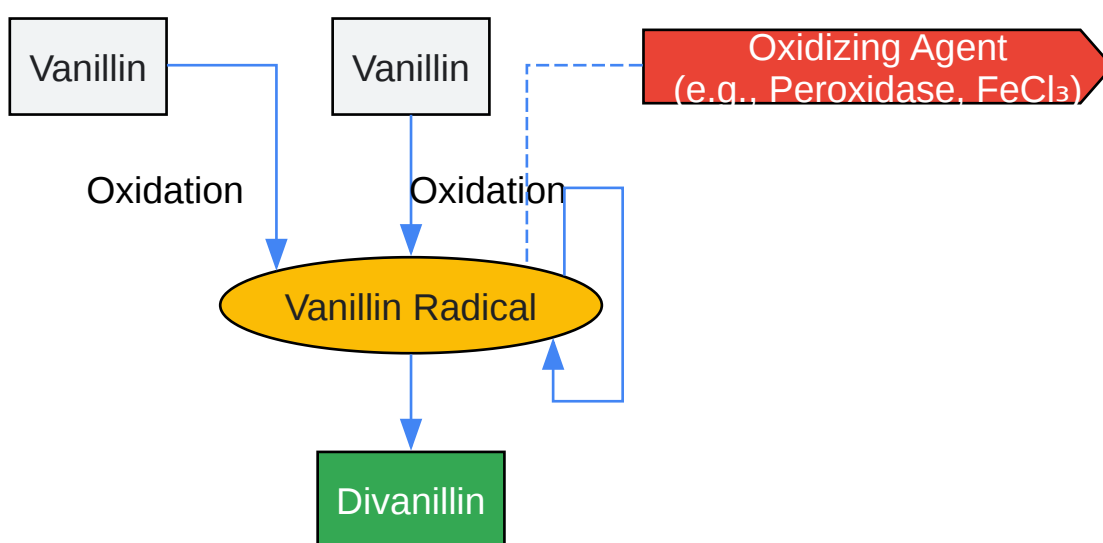 Vanillin
Vanillin
Oxidizing Agent
(e.g., Peroxidase, FeCl₃)
Oxidation
Oxidation
Vanillin Radical
Divanillin